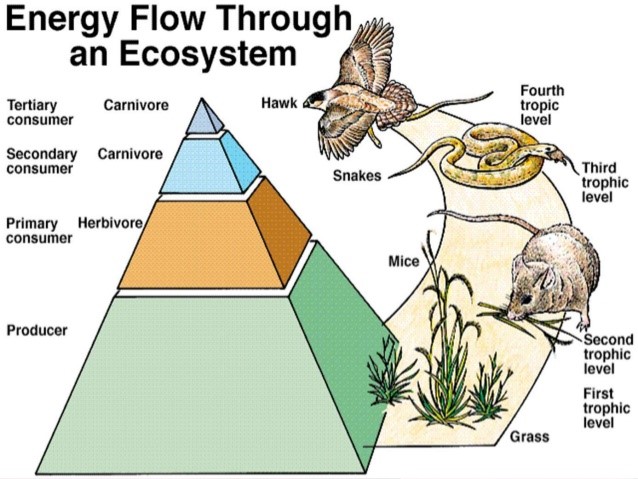 Energy Flow Through
an Ecosystem
Tertiary
consumer
Carnivore
Hawk
Fourth
tropic
level
Secondary
consumer
Carnivore
Snakes
Third
trophic
level
Primary
consumer
Herbivore
Mice
Producer
Second
trophic
level
First
trophic
level
Grass